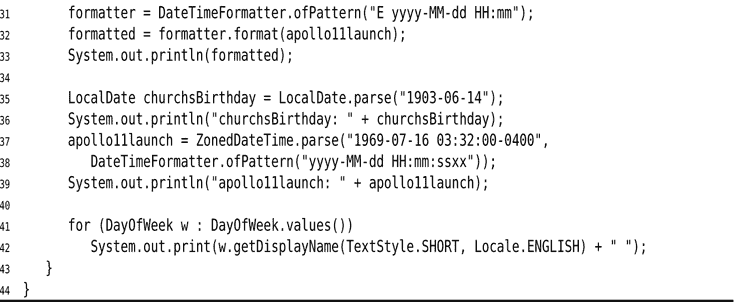 31 formatter = DateTimeFormatter.ofPattern("E yyyy-MM-dd HH:mm");
32 formatted = formatter.format(apollo11launch);
33 System.out.println(formatted);
34
35 LocalDate churchsBirthday = LocalDate.parse("1903-06-14");
36 System.out.println("churchsBirthday: " + churchsBirthday);
37 apollo11launch = ZonedDateTime.parse("1969-07-16 03:32:00-0400",
38 DateTimeFormatter.ofPattern("yyyy-MM-dd HH:mm:ssxx"));
39 System.out.println("apollo11launch: " + apollo11launch);
40
41 for (DayOfWeek w : DayOfWeek.values())
42 System.out.print(w.getDisplayName(TextStyle.SHORT, Locale.ENGLISH) + " ");
43 }
44 }